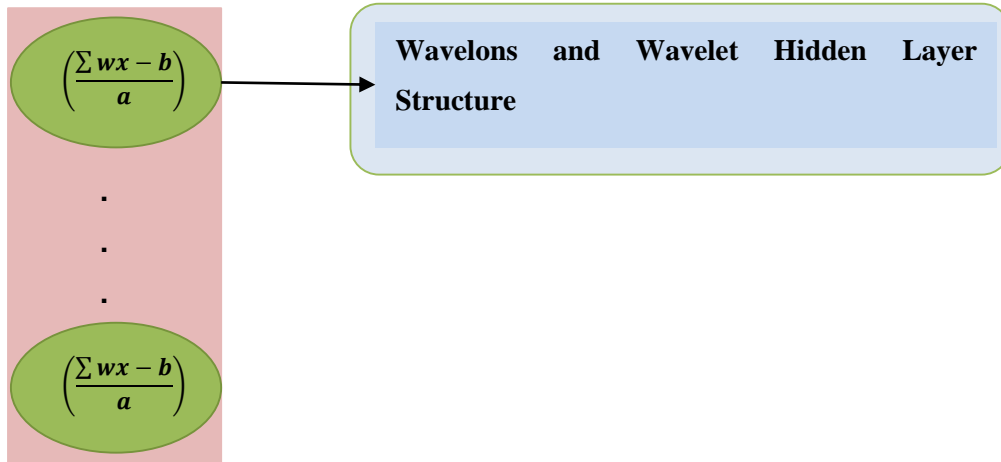 (∑ wx − b / a)
Wavelons and Wavelet Hidden Layer
Structure
.
.
.
(∑ wx − b / a)